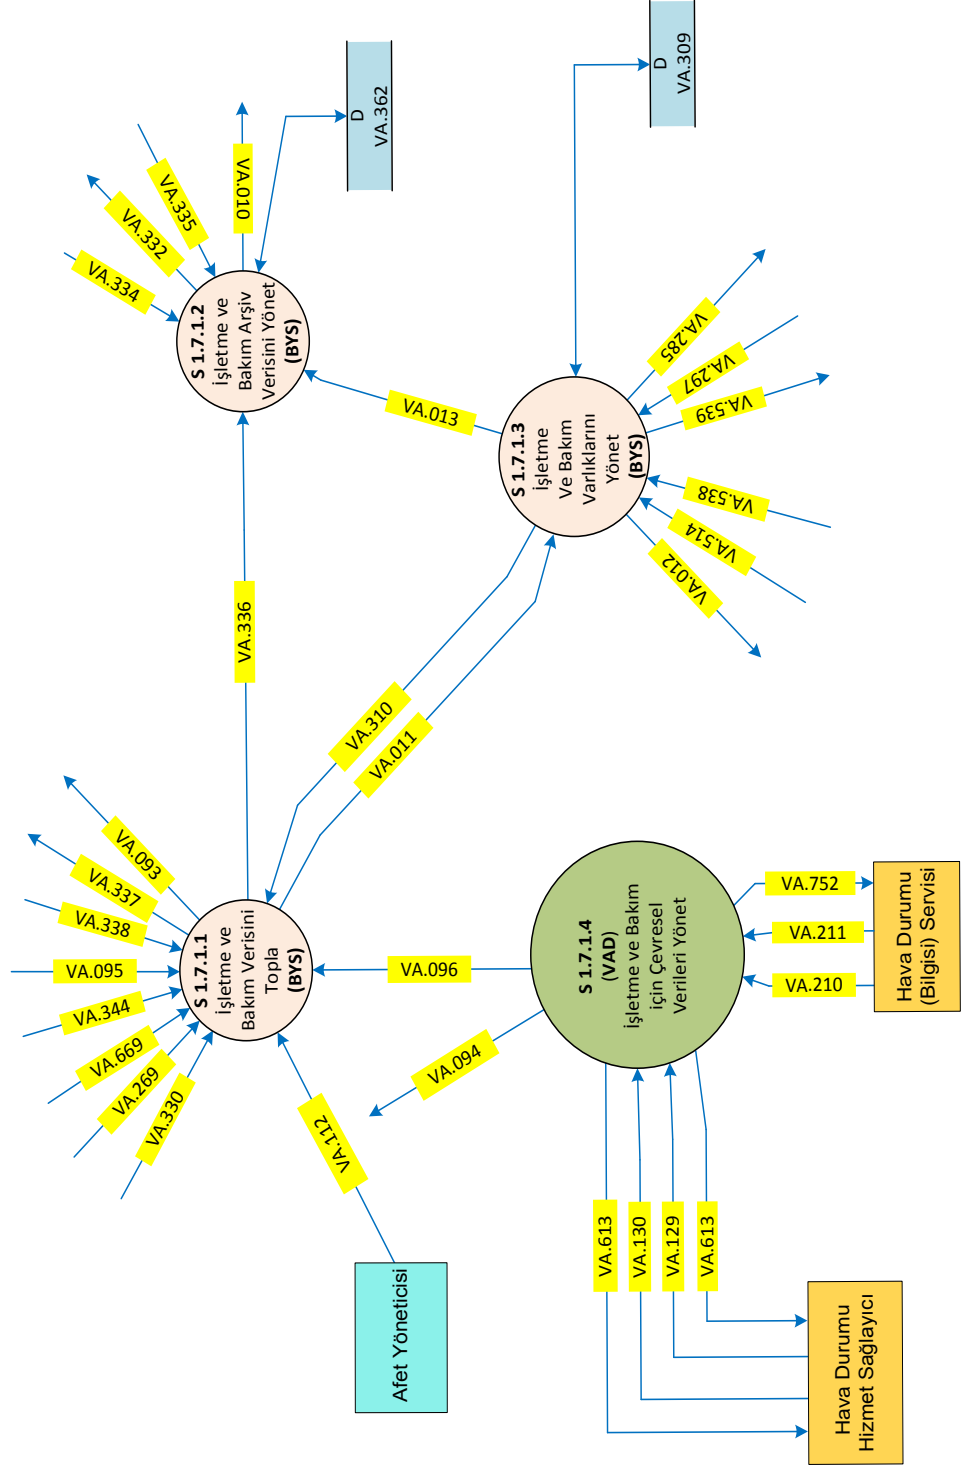 VA.330
VA.269
VA.669
VA.344
VA.095
VA.338
VA.337
VA.093
S 1.7.1.1
İşletme ve
Bakım Verisini
Topla
(BYS)
VA.336
VA.334
VA.332
VA.335
VA.010
S 1.7.1.2
İşletme ve
Bakım Arşiv
Verisini Yönet
(BYS)
D
VA.362
VA.112
Afet Yöneticisi
VA.096
VA.094
VA.310
VA.011
VA.013
S 1.7.1.3
İşletme
Ve Bakım
Varlıklarını
Yönet
(BYS)
D
VA.309
VA.012
VA.514
VA.538
VA.539
VA.297
VA.285
S 1.7.1.4
(VAD)
İşletme ve Bakım
için Çevresel
Verileri Yönet
VA.613
VA.130
VA.129
VA.613
Hava Durumu
Hizmet Sağlayıcı
VA.210
VA.211
VA.752
Hava Durumu
(Bilgisi) Servisi